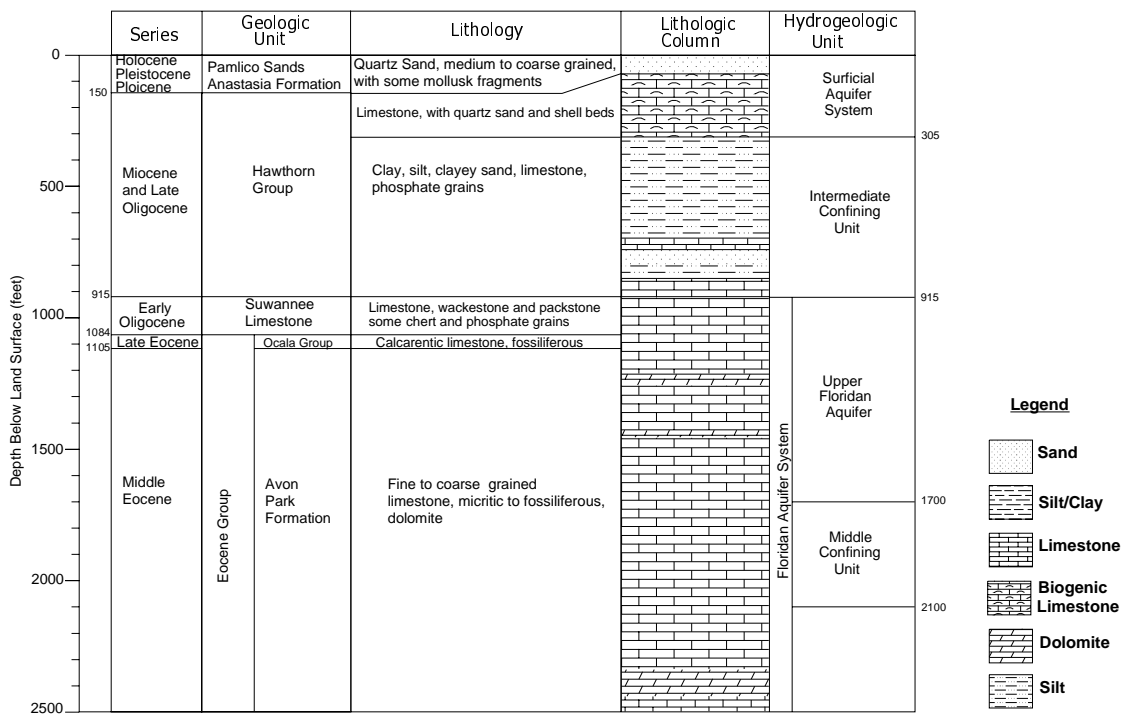 Series
Geologic
Unit
Lithology
Lithologic
Column
Hydrogeologic
Unit
Depth Below Land Surface (feet)
0
500
1000
1500
2000
2500
150
915
1084
1105
Holocene
Pleistocene
Ploicene
Pamlico Sands
Anastasia Formation
Quartz Sand, medium to coarse grained,
with some mollusk fragments
Limestone, with quartz sand and shell beds
Surficial
Aquifer
System
305
Miocene
and Late
Oligocene
Hawthorn
Group
Clay, silt, clayey sand, limestone,
phosphate grains
Intermediate
Confining
Unit
915
Early
Oligocene
Suwannee
Limestone
Limestone, wackestone and packstone
some chert and phosphate grains
Late Eocene
Ocala Group
Calcarentic limestone, fossiliferous
Upper
Floridan
Aquifer
Middle
Eocene
Eocene Group
Avon
Park
Formation
Fine to coarse grained
limestone, micritic to fossiliferous,
dolomite
Floridan Aquifer System
1700
Middle
Confining
Unit
2100
Legend
Sand
Silt/Clay
Limestone
Biogenic
Limestone
Dolomite
Silt